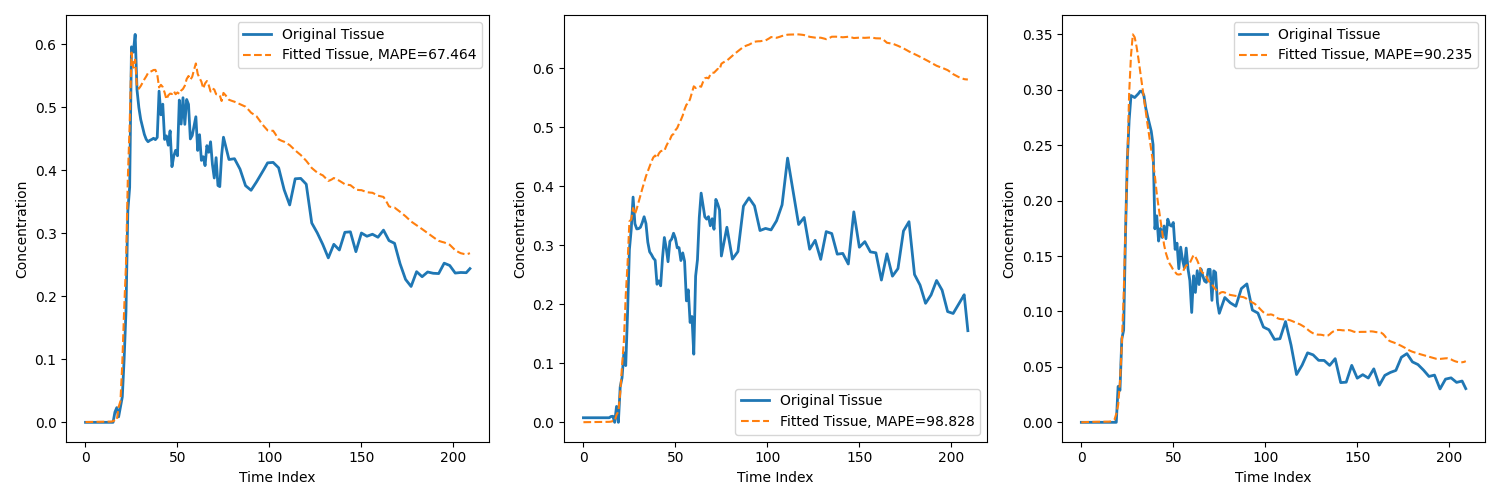 Original Tissue
Fitted Tissue, MAPE=67.464
Concentration
0.6
0.5
0.4
0.3
0.2
0.1
0.0
0 50 100 150 200
Time Index
Concentration
0.6
0.5
0.4
0.3
0.2
0.1
0.0
Original Tissue
Fitted Tissue, MAPE=98.828
0 50 100 150 200
Time Index
Original Tissue
Fitted Tissue, MAPE=90.235
Concentration
0.35
0.30
0.25
0.20
0.15
0.10
0.05
0.00
0 50 100 150 200
Time Index